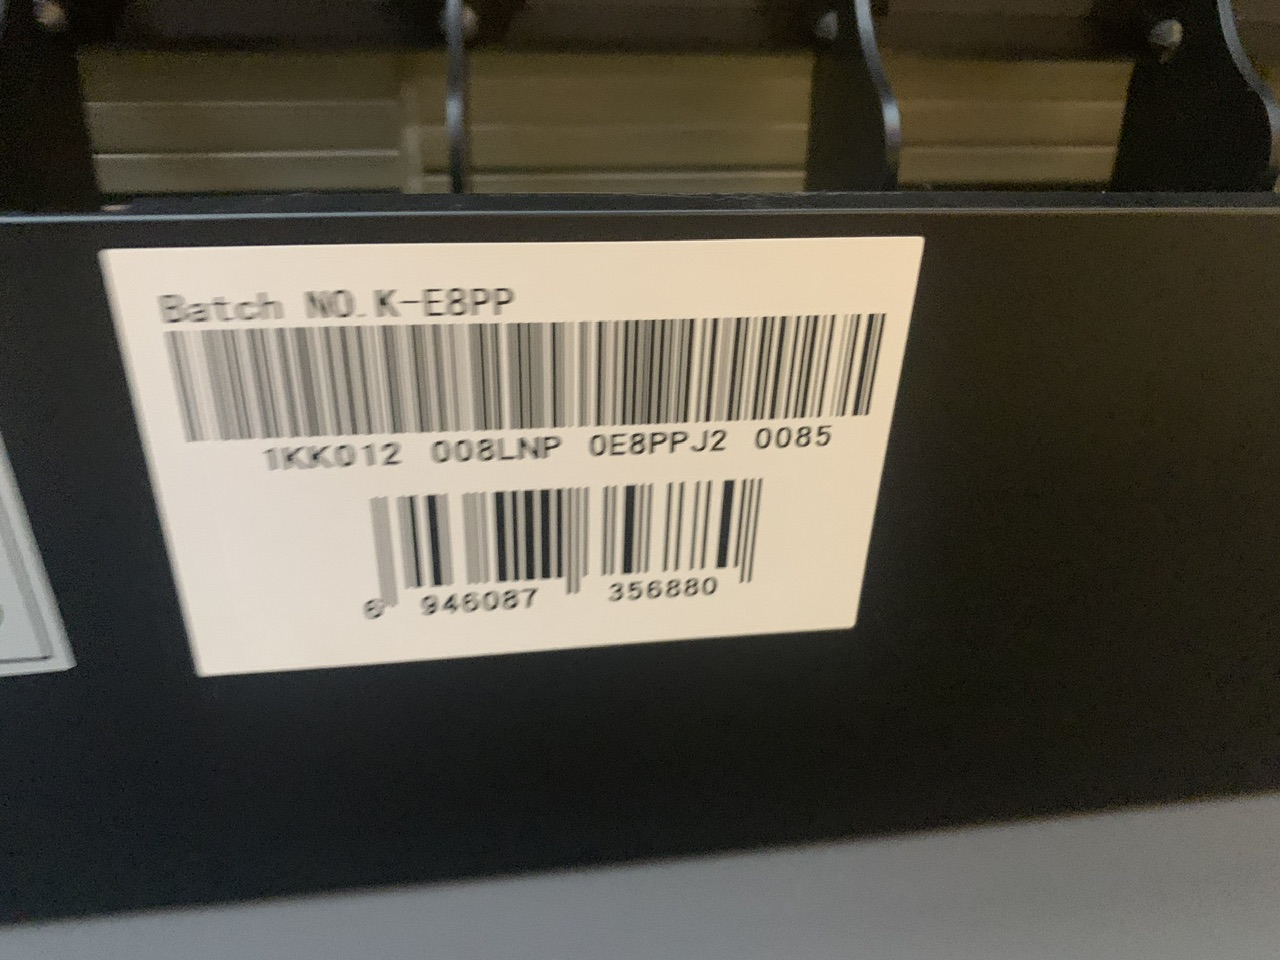 Batch NO.K-E8PP
1KK012 008LNP 0E8PPJ2 0085
6 946087 356880